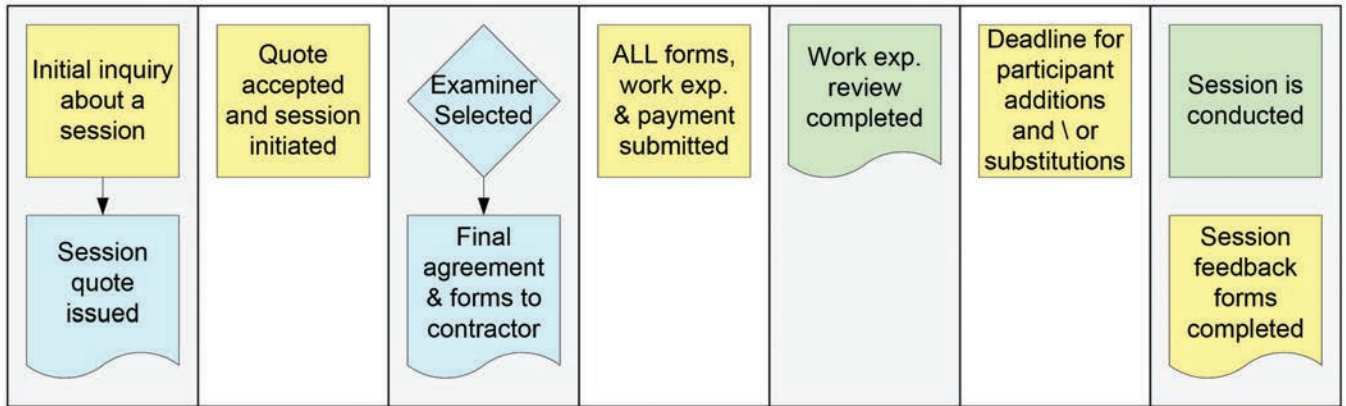 Initial inquiry
about a
session
Session
quote
issued
Quote
accepted
and session
initiated
Examiner
Selected
Final
agreement
& forms to
contractor
ALL forms,
work exp.
& payment
submitted
Work exp.
review
completed
Deadline for
participant
additions
and \ or
substitutions
Session is
conducted
Session
feedback
forms
completed